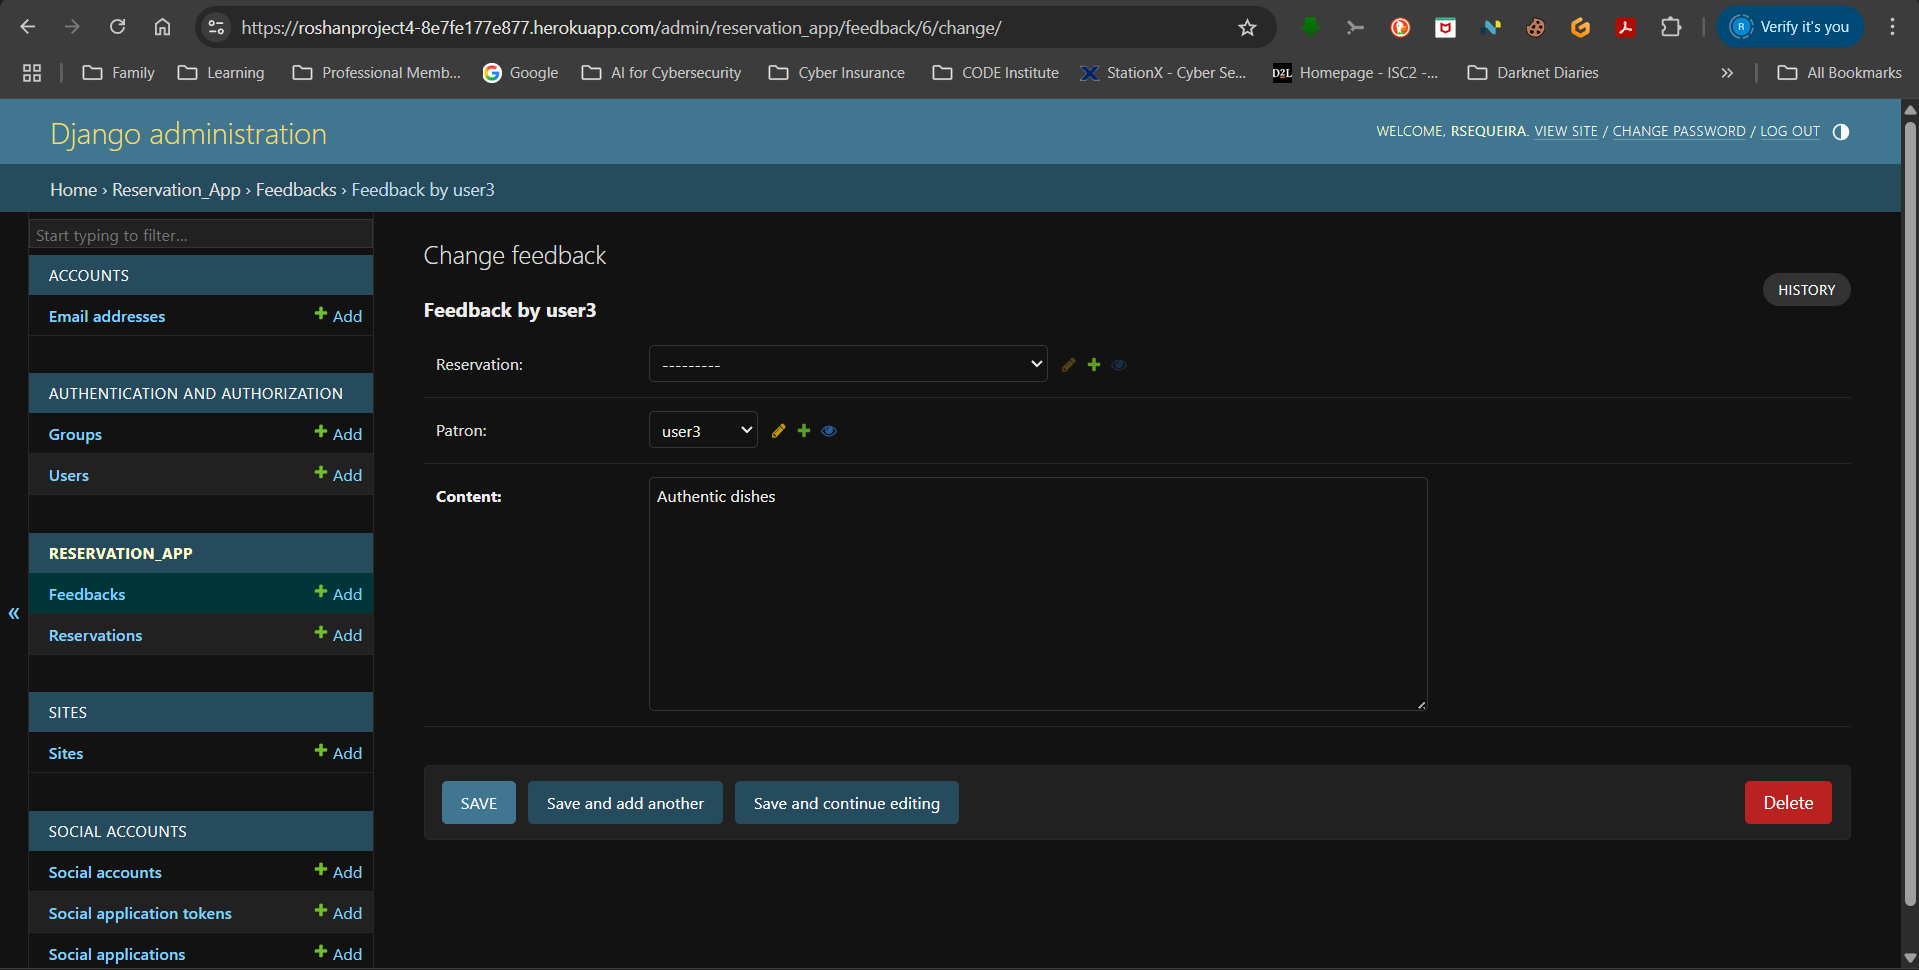 https://roshanproject4-8e7fe177e877.herokuapp.com/admin/reservation_app/feedback/6/change/
Verify it's you
Family
Learning
Professional Memb...
Google
AI for Cybersecurity
Cyber Insurance
CODE Institute
StationX - Cyber Se...
D2L
Homepage - ISC2 -...
Darknet Diaries
»
All Bookmarks
Django administration
WELCOME, RSEQUEIRA. VIEW SITE / CHANGE PASSWORD / LOG OUT
Home › Reservation_App › Feedbacks › Feedback by user3
Start typing to filter...
ACCOUNTS
Email addresses + Add
AUTHENTICATION AND AUTHORIZATION
Groups + Add
Users + Add
RESERVATION_APP
Feedbacks + Add
Reservations + Add
SITES
Sites + Add
SOCIAL ACCOUNTS
Social accounts + Add
Social application tokens + Add
Social applications + Add
«
Change feedback
HISTORY
Feedback by user3
Reservation: ---------
Patron: user3
Content: Authentic dishes
SAVE
Save and add another
Save and continue editing
Delete